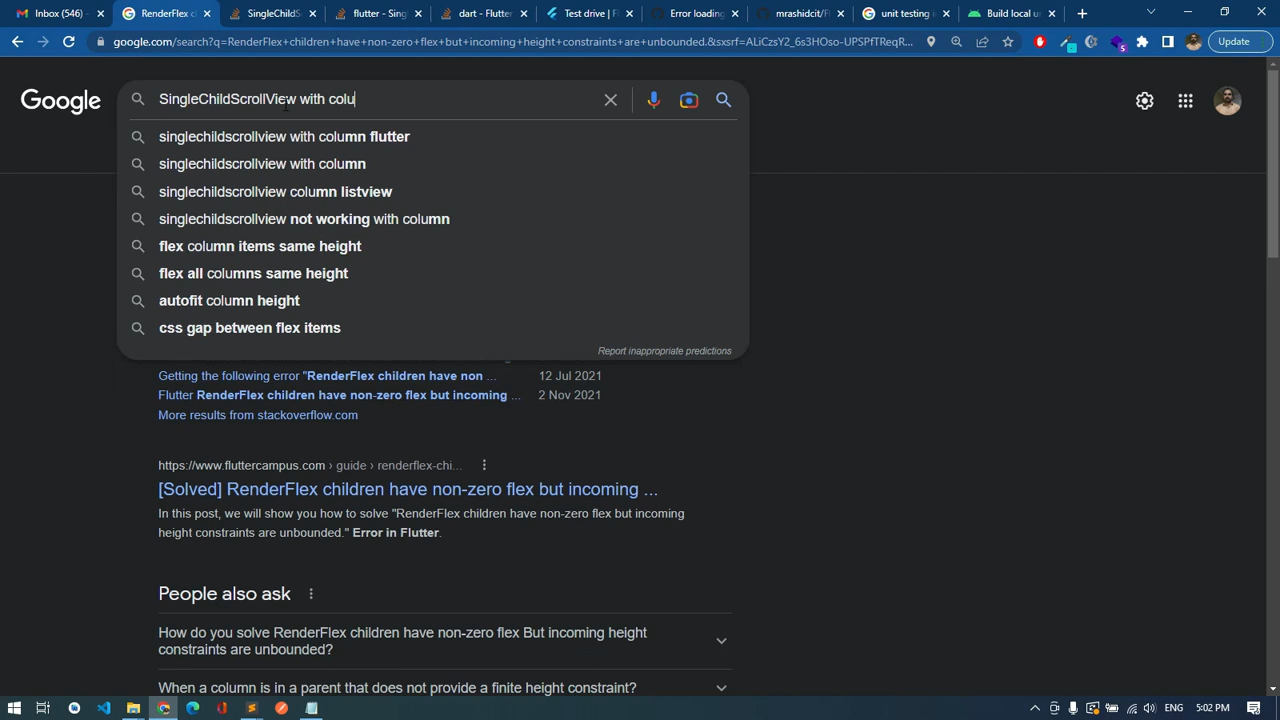 Inbox (546) -
RenderFlex c
SingleChildS
flutter - Sing
dart - Flutter
Test drive | Fl
Error loading
mrashidcit/Fl
unit testing i
Build local un
google.com/search?q=RenderFlex+children+have+non-zero+flex+but+incoming+height+constraints+are+unbounded.&sxsrf=ALiCzsY2_6s3HOso-UPSPfTReqR...
5
Update
Google
SingleChildScrollView with colu
singlechildscrollview with column flutter
singlechildscrollview with column
singlechildscrollview column listview
singlechildscrollview not working with column
flex column items same height
flex all columns same height
autofit column height
css gap between flex items
Report inappropriate predictions
Getting the following error "RenderFlex children have non ... 12 Jul 2021
Flutter RenderFlex children have non-zero flex but incoming ... 2 Nov 2021
More results from stackoverflow.com
https://www.fluttercampus.com › guide › renderflex-chi...
[Solved] RenderFlex children have non-zero flex but incoming ...
In this post, we will show you how to solve "RenderFlex children have non-zero flex but incoming
height constraints are unbounded." Error in Flutter.
People also ask
How do you solve RenderFlex children have non-zero flex But incoming height
constraints are unbounded?
When a column is in a parent that does not provide a finite height constraint?
ENG 5:02 PM